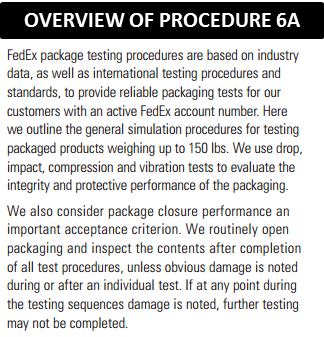 OVERVIEW OF PROCEDURE 6A
FedEx package testing procedures are based on industry
data, as well as international testing procedures and
standards, to provide reliable packaging tests for our
customers with an active FedEx account number. Here
we outline the general simulation procedures for testing
packaged products weighing up to 150 lbs. We use drop,
impact, compression and vibration tests to evaluate the
integrity and protective performance of the packaging.
We also consider package closure performance an
important acceptance criterion. We routinely open
packaging and inspect the contents after completion
of all test procedures, unless obvious damage is noted
during or after an individual test. If at any point during
the testing sequences damage is noted, further testing
may not be completed.